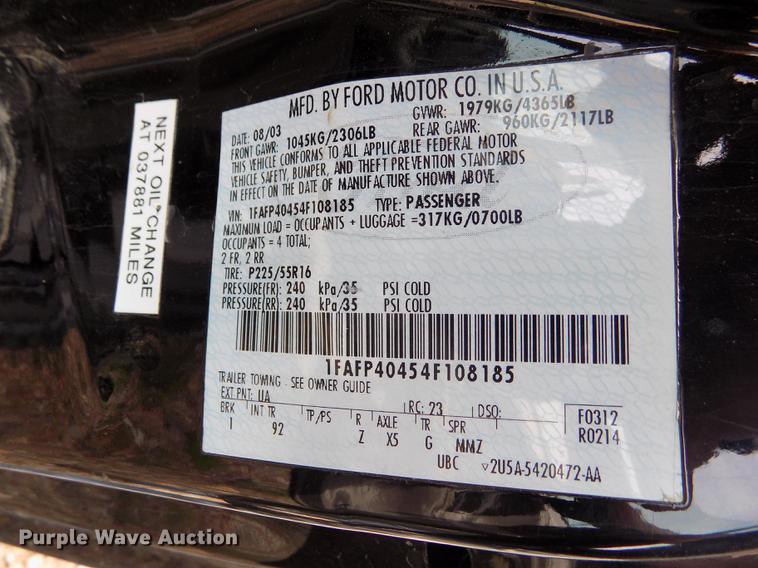 NEXT OIL CHANGE
AT 037881 MILES
MFD. BY FORD MOTOR CO. IN U.S.A.
DATE: 08/03 GVWR: 1979KG/4365LB
FRONT GAWR: 1045KG/2306LB REAR GAWR: 960KG/2117LB
THIS VEHICLE CONFORMS TO ALL APPLICABLE FEDERAL MOTOR
VEHICLE SAFETY, BUMPER, AND THEFT PREVENTION STANDARDS
IN EFFECT ON THE DATE OF MANUFACTURE SHOWN ABOVE.
VIN: 1FAFP40454F108185 TYPE: PASSENGER
MAXIMUM LOAD = OCCUPANTS + LUGGAGE =317KG/0700LB
OCCUPANTS = 4 TOTAL;
2 FR, 2 RR
TIRE: P225/55R16
PRESSURE(FR): 240 kPa/35 PSI COLD
PRESSURE(RR): 240 kPa/35 PSI COLD
1FAFP40454F108185
TRAILER TOWING - SEE OWNER GUIDE
EXT PNT: UA RC: 23 DSO: F0312
BRK INT TR TP/PS R AXLE TR SPR R0214
1 92 Z X5 G MMZ
UBC ▽2U5A-5420472-AA
Purple Wave Auction